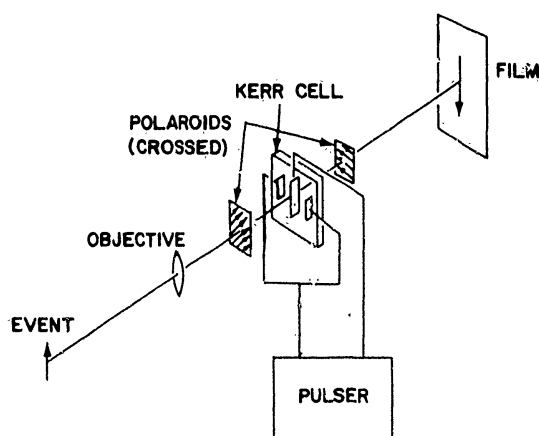 FILM
KERR CELL
POLAROIDS
(CROSSED)
OBJECTIVE
EVENT
PULSER